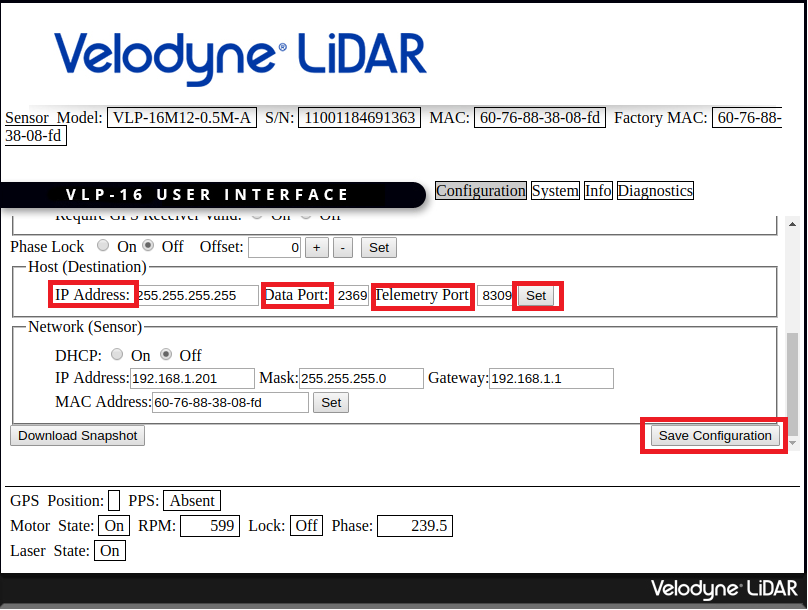 Velodyne® LiDAR
Sensor Model: VLP-16M12-0.5M-A S/N: 11001184691363 MAC: 60-76-88-38-08-fd Factory MAC: 60-76-88-
38-08-fd
VLP-16 USER INTERFACE Configuration System Info Diagnostics
Require GPS Receiver Valid: On Off
Phase Lock On Off Offset: 0 + - Set
Host (Destination)
IP Address: 255.255.255.255 Data Port: 2369 Telemetry Port 8309 Set
Network (Sensor)
DHCP: On Off
IP Address: 192.168.1.201 Mask: 255.255.255.0 Gateway: 192.168.1.1
MAC Address: 60-76-88-38-08-fd Set
Download Snapshot Save Configuration
GPS Position: PPS: Absent
Motor State: On RPM: 599 Lock: Off Phase: 239.5
Laser State: On
Velodyne® LiDAR